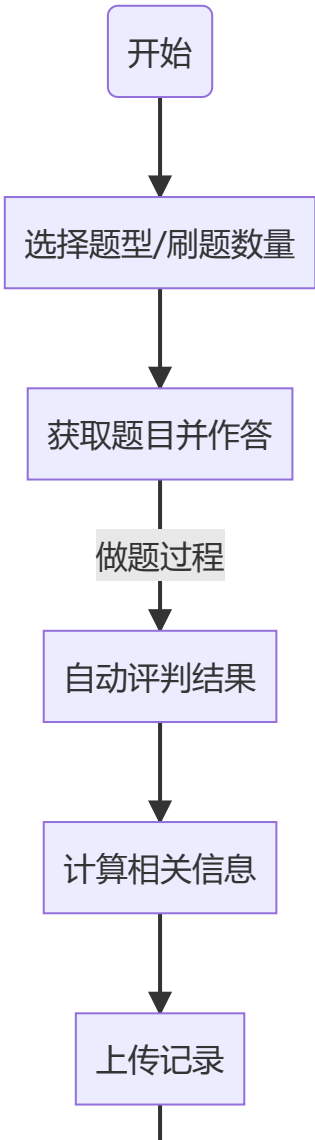 开始
选择题型/刷题数量
获取题目并作答
做题过程
自动评判结果
计算相关信息
上传记录